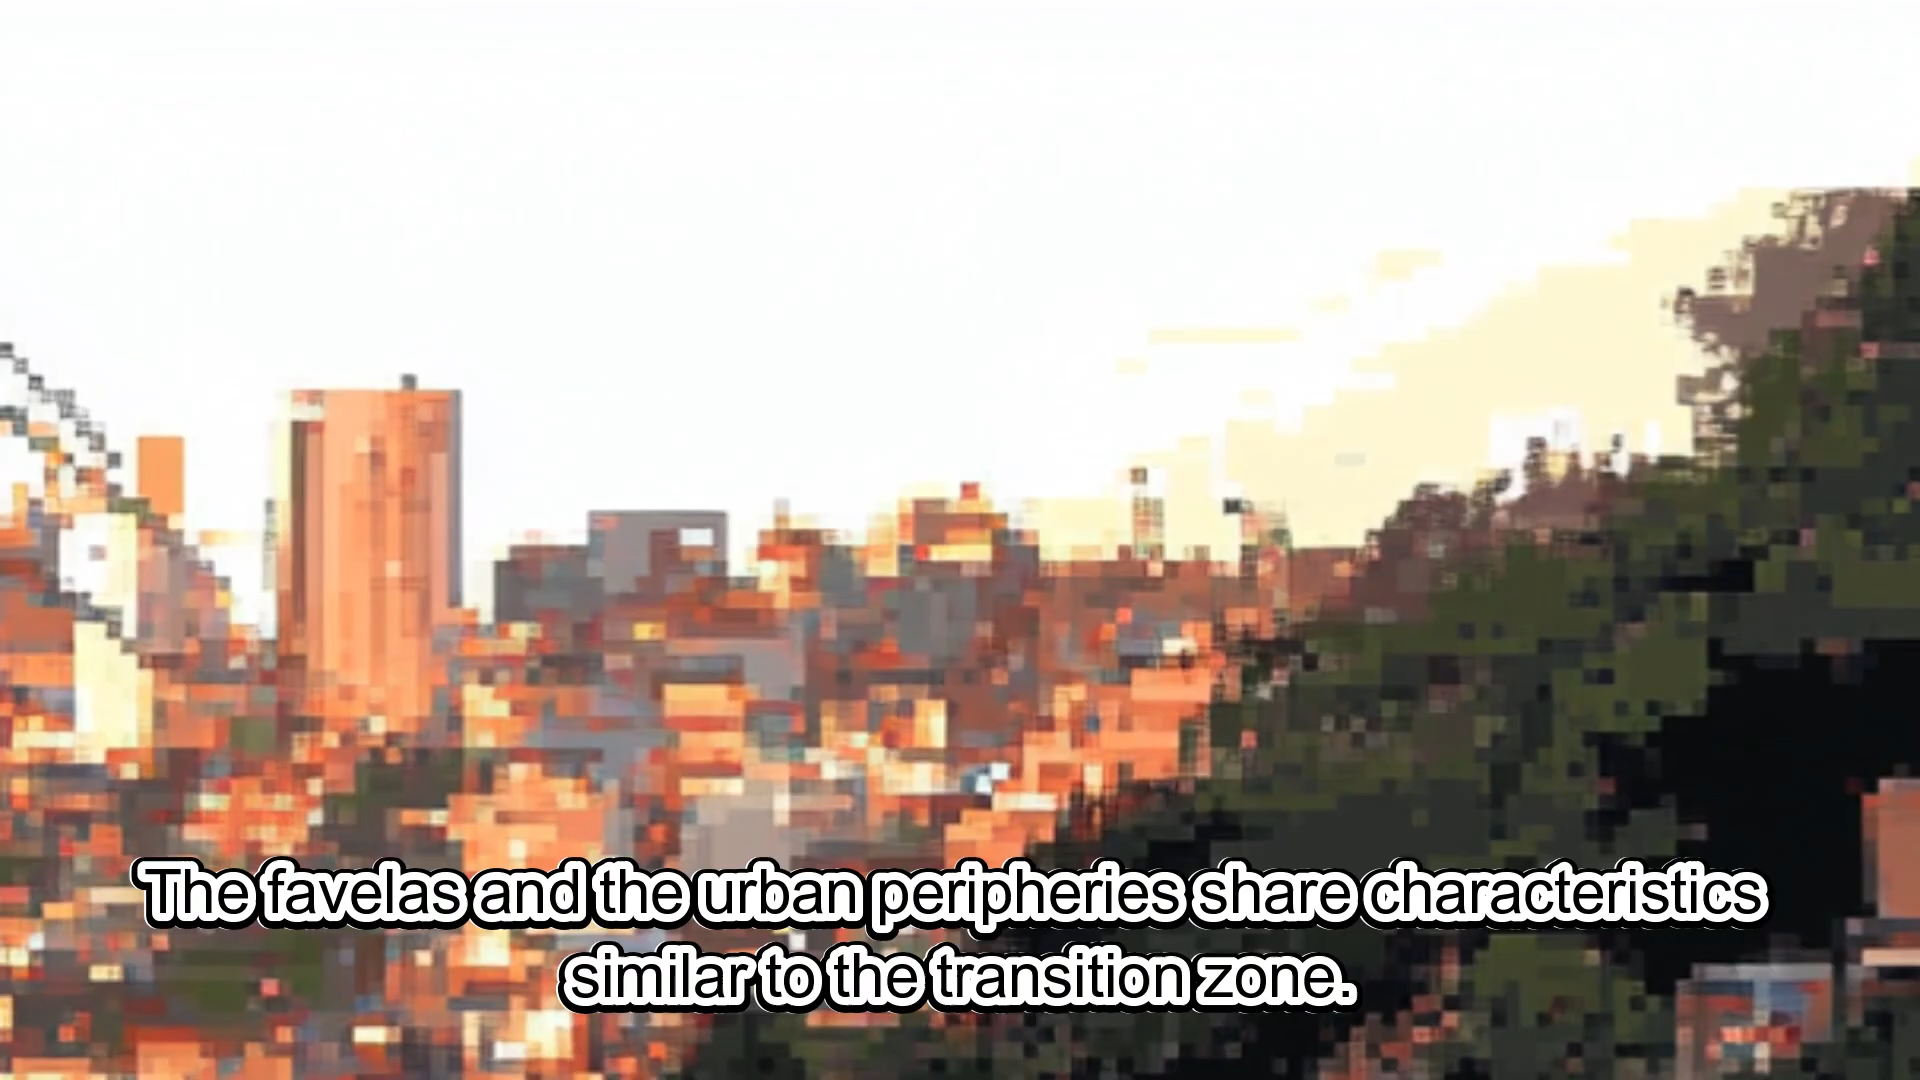 The favelas and the urban peripheries share characteristics
similar to the transition zone.